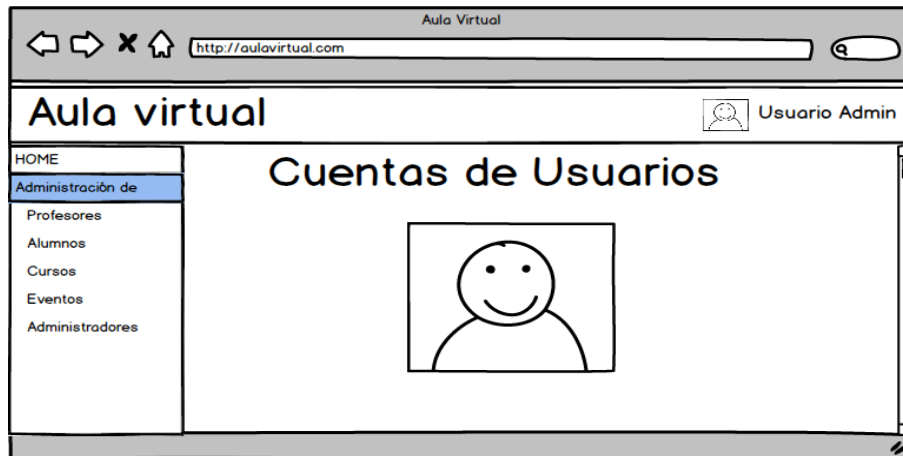 Aula Virtual
http://aulavirtual.com
Aula virtual
Usuario Admin
HOME
Administración de
Profesores
Alumnos
Cursos
Eventos
Administradores
Cuentas de Usuarios